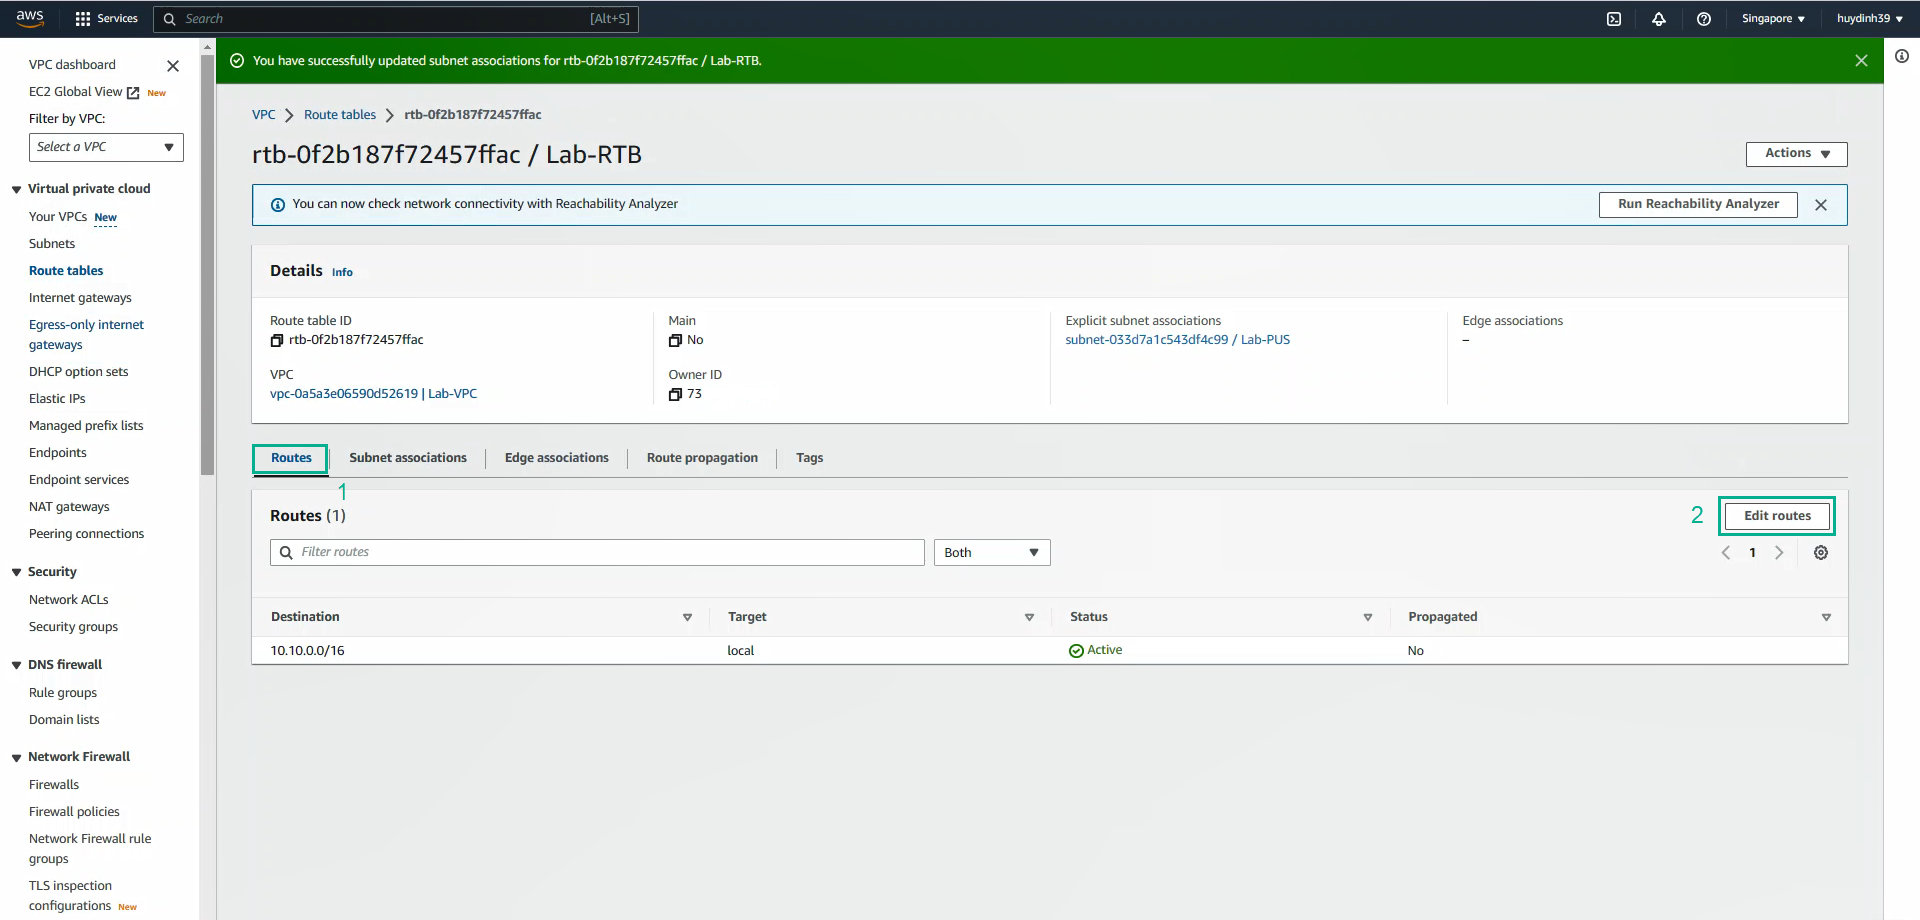 aws
Services
Search
[Alt+S]
Singapore
huydinh39
VPC dashboard
EC2 Global View New
Filter by VPC:
Select a VPC
Virtual private cloud
Your VPCs New
Subnets
Route tables
Internet gateways
Egress-only internet
gateways
DHCP option sets
Elastic IPs
Managed prefix lists
Endpoints
Endpoint services
NAT gateways
Peering connections
Security
Network ACLs
Security groups
DNS firewall
Rule groups
Domain lists
Network Firewall
Firewalls
Firewall policies
Network Firewall rule
groups
TLS inspection
configurations New
You have successfully updated subnet associations for rtb-0f2b187f72457ffac / Lab-RTB.
VPC > Route tables > rtb-0f2b187f72457ffac
rtb-0f2b187f72457ffac / Lab-RTB
Actions
You can now check network connectivity with Reachability Analyzer
Run Reachability Analyzer
Details Info
Route table ID
rtb-0f2b187f72457ffac
VPC
vpc-0a5a3e06590d52619 | Lab-VPC
Main
No
Owner ID
73
Explicit subnet associations
subnet-033d7a1c543df4c99 / Lab-PUS
Edge associations
–
Routes
Subnet associations
Edge associations
Route propagation
Tags
1
Routes (1)
2
Edit routes
Filter routes
Both
1
Destination Target Status Propagated
10.10.0.0/16 local Active No